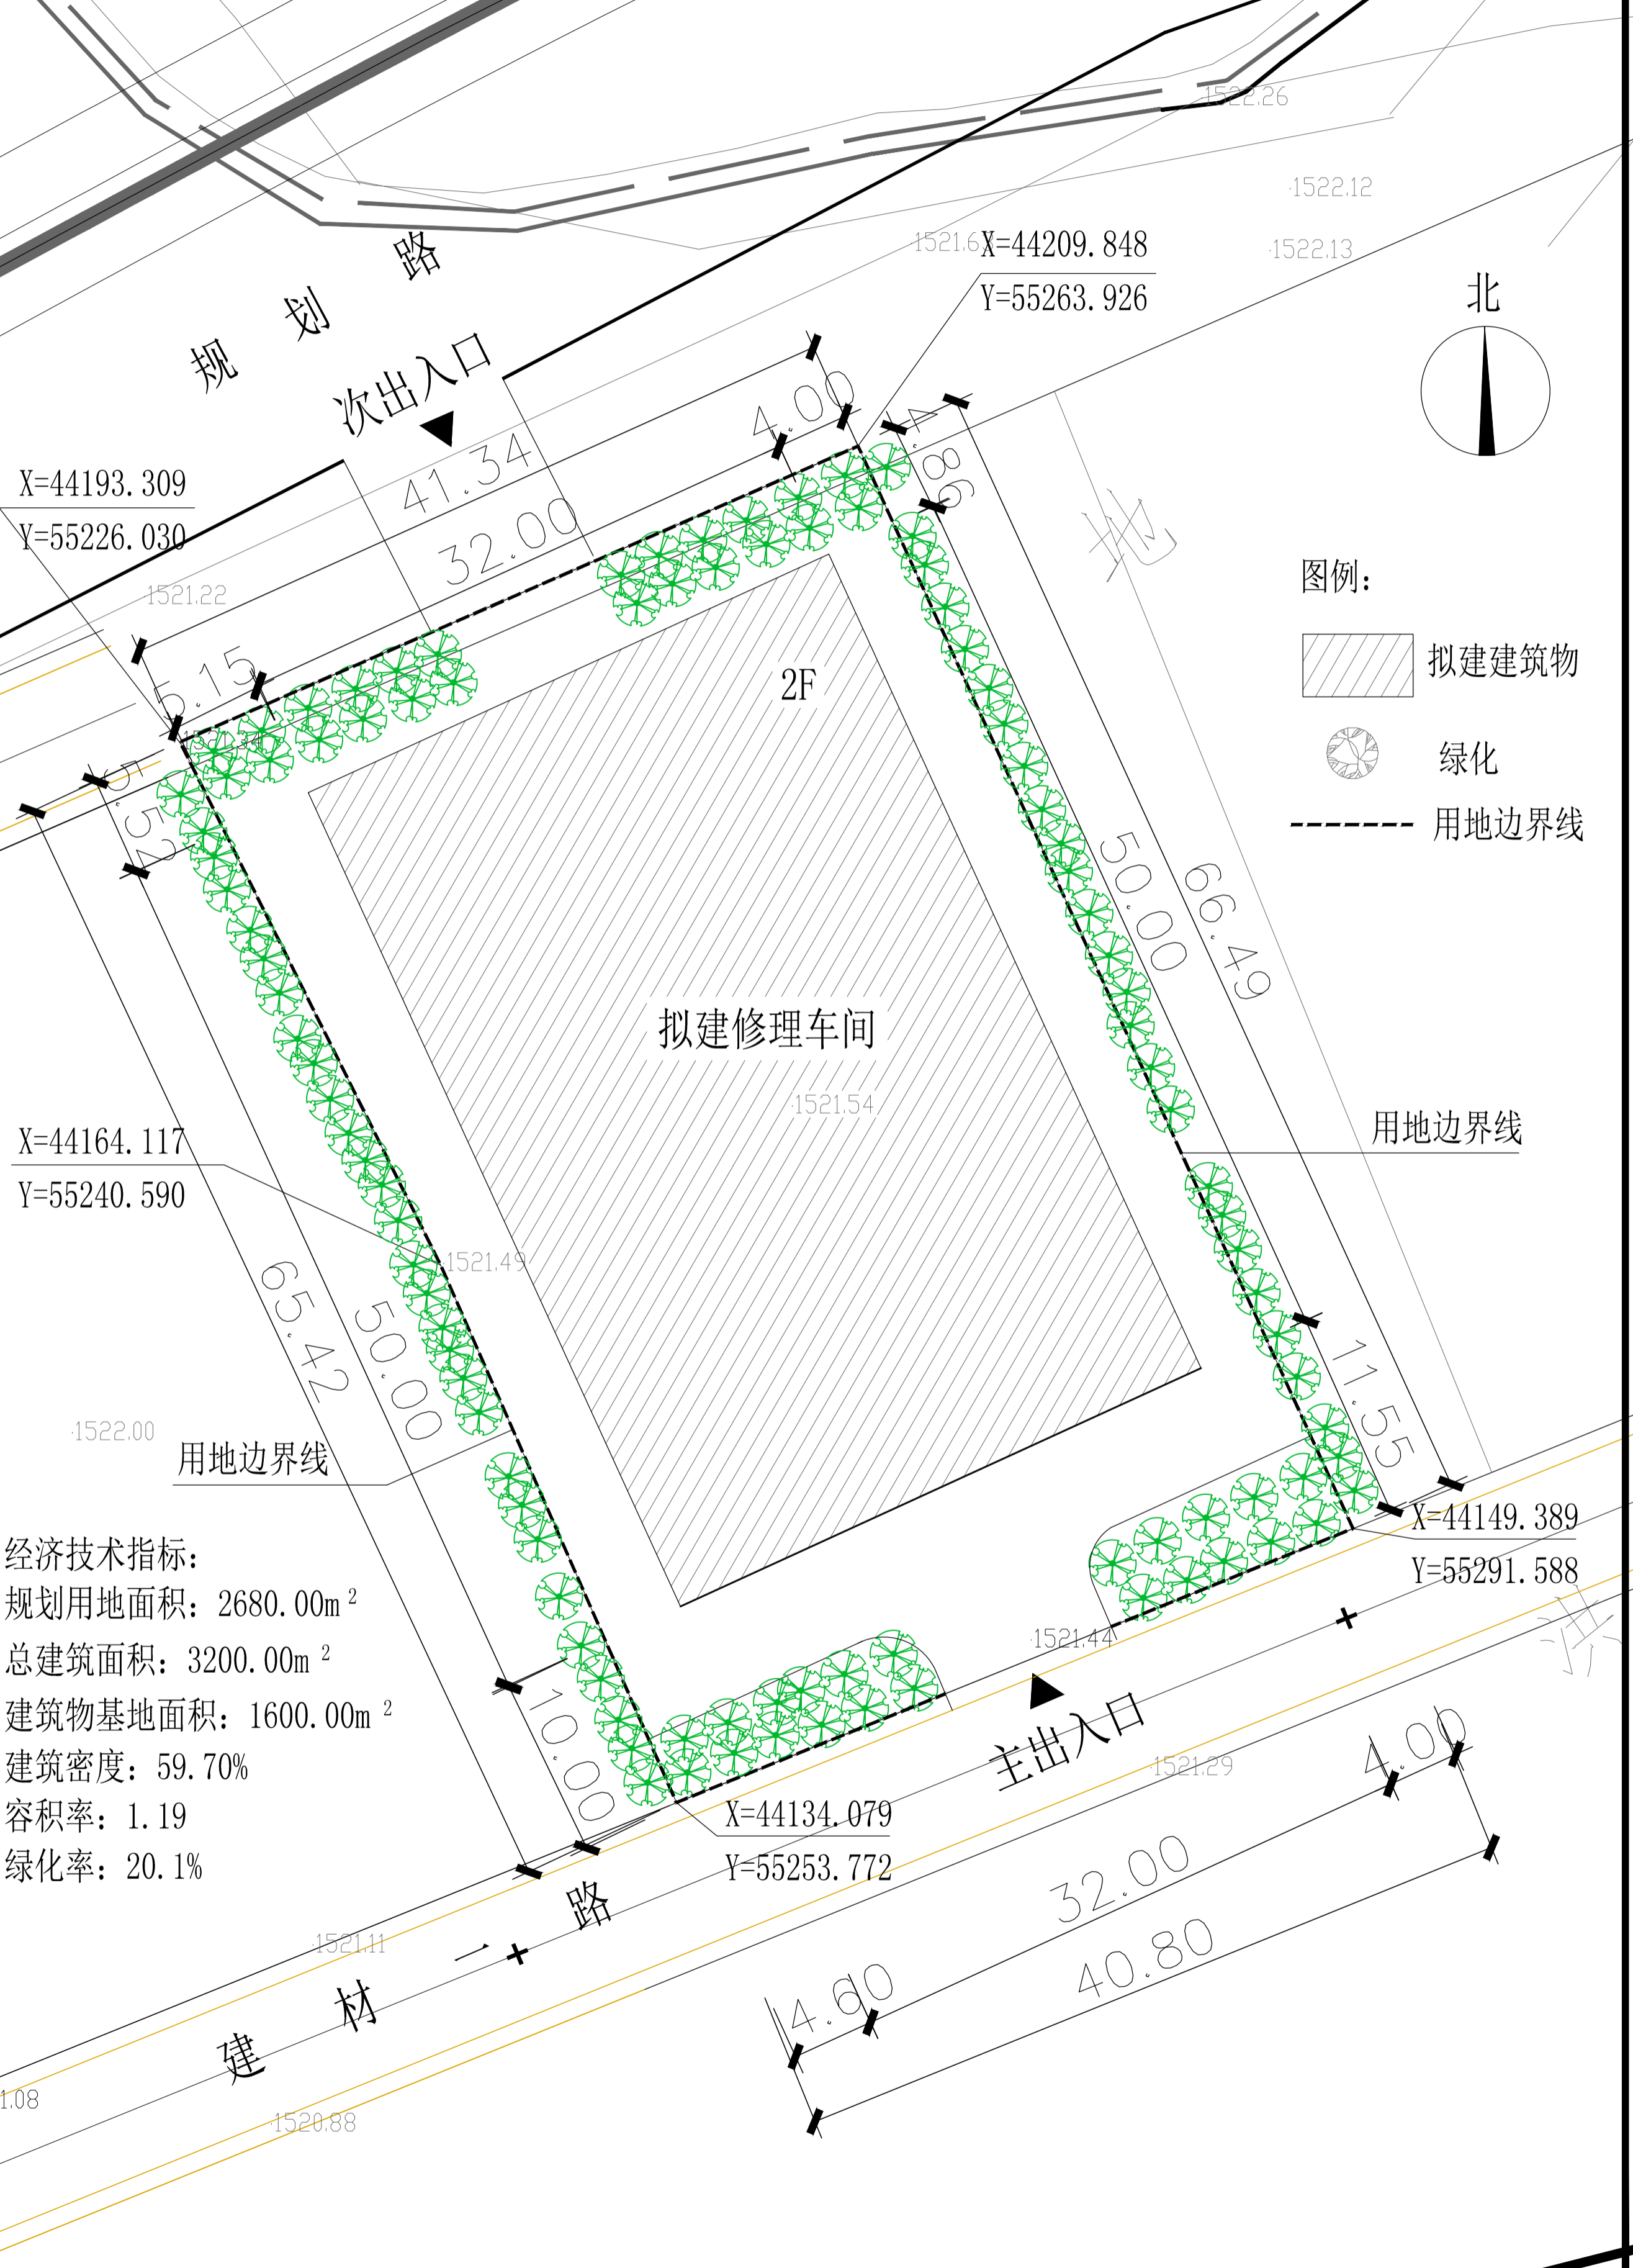 1522.26
1522.12
1522.13
1521.6
X=44209.848
Y=55263.926
北
规划路
次出入口
41.34
4.00
32.00
4.86
X=44193.309
Y=55226.030
1521.22
5.15
5.52
2F
地
图例:
拟建建筑物
绿化
用地边界线
50.00
66.49
拟建修理车间
1521.54
用地边界线
X=44164.117
Y=55240.590
1521.49
65.42
50.00
1522.00
用地边界线
11.55
X=44149.389
Y=55291.588
经济技术指标:
规划用地面积: 2680.00m²
总建筑面积: 3200.00m²
建筑物基地面积: 1600.00m²
建筑密度: 59.70%
容积率: 1.19
绿化率: 20.1%
10.00
1521.44
主出入口
1521.29
X=44134.079
Y=55253.772
4.00
32.00
40.80
建材一路
1521.11
1.08
1520.88